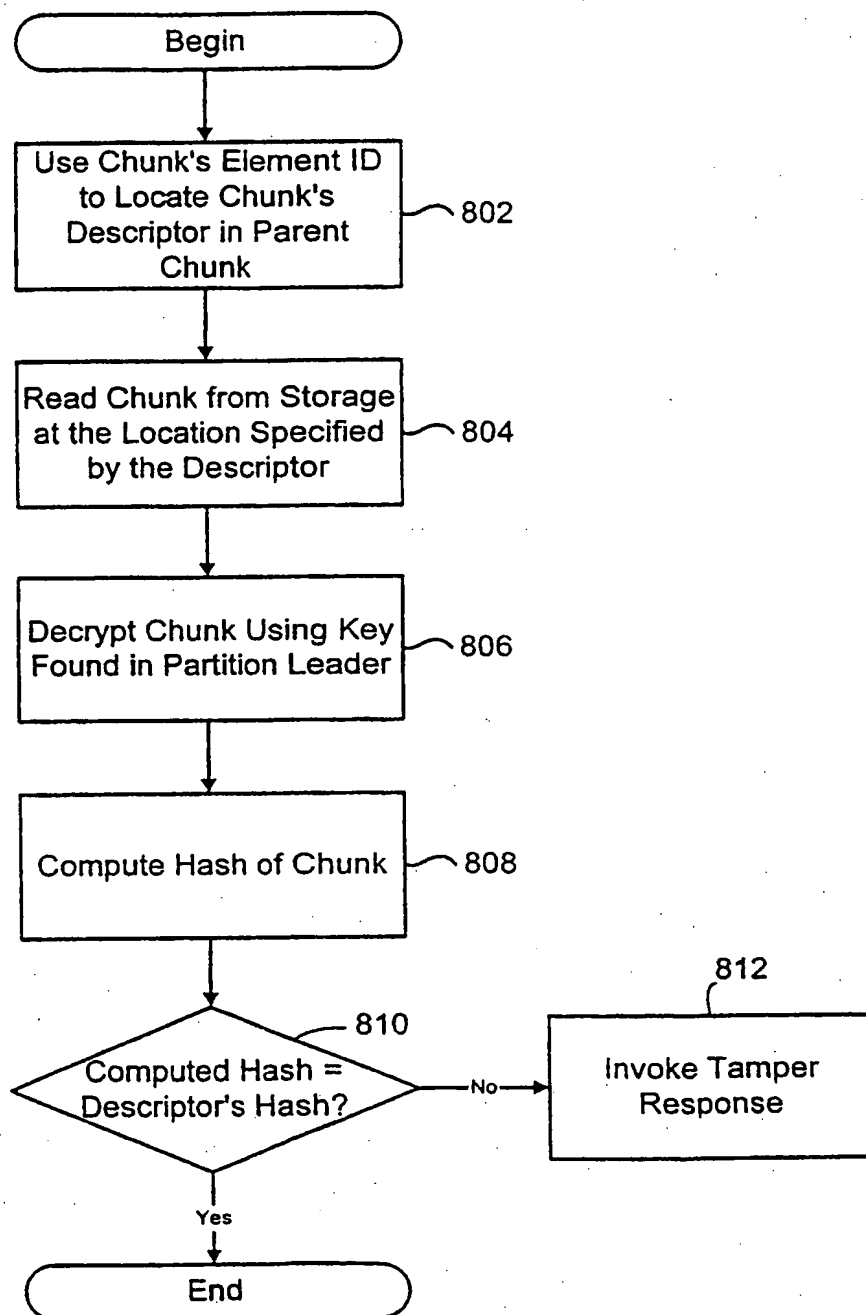 Begin
Use Chunk's Element ID
to Locate Chunk's
Descriptor in Parent
Chunk
802
Read Chunk from Storage
at the Location Specified
by the Descriptor
804
Decrypt Chunk Using Key
Found in Partition Leader
806
Compute Hash of Chunk
808
810
Computed Hash =
Descriptor's Hash?
No
812
Invoke Tamper
Response
Yes
End